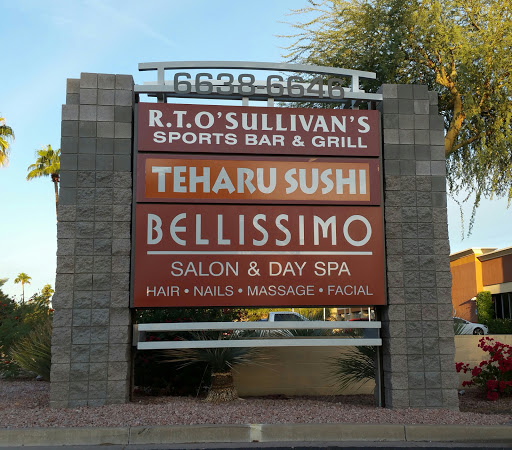 6638-6646
R.T.O'SULLIVAN'S
SPORTS BAR & GRILL
TEHARU SUSHI
BELLISSIMO
SALON & DAY SPA
HAIR • NAILS • MASSAGE • FACIAL